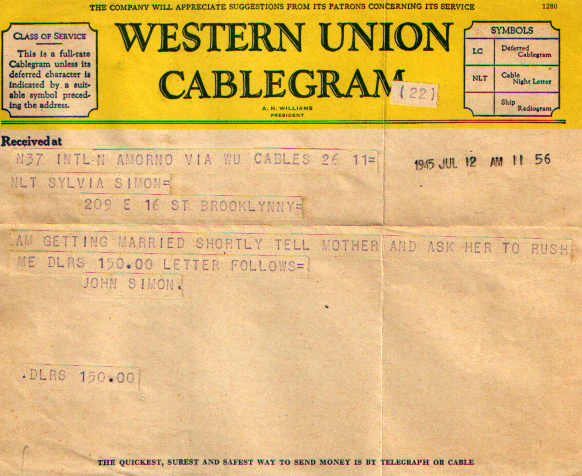 THE COMPANY WILL APPRECIATE SUGGESTIONS FROM ITS PATRONS CONCERNING ITS SERVICE
1280
CLASS OF SERVICE
This is a full-rate
Cablegram unless its
deferred character is
indicated by a suit-
able symbol preced-
ing the address.
WESTERN UNION
CABLEGRAM
(22)
A. N. WILLIAMS
PRESIDENT
SYMBOLS
LC Deferred Cablegram
NLT Cable Night Letter
Ship Radiogram
Received at
N37 INTL=N AMORNO VIA WU CABLES 26 11=
1945 JUL 12 AM 11 56
NLT SYLVIA SIMON=
209 E 16 ST BROOKLYNNY=
AM GETTING MARRIED SHORTLY TELL MOTHER AND ASK HER TO RUSH
ME DLRS 150.00 LETTER FOLLOWS=
JOHN SIMON.
.DLRS 150.00
THE QUICKEST, SUREST AND SAFEST WAY TO SEND MONEY IS BY TELEGRAPH OR CABLE